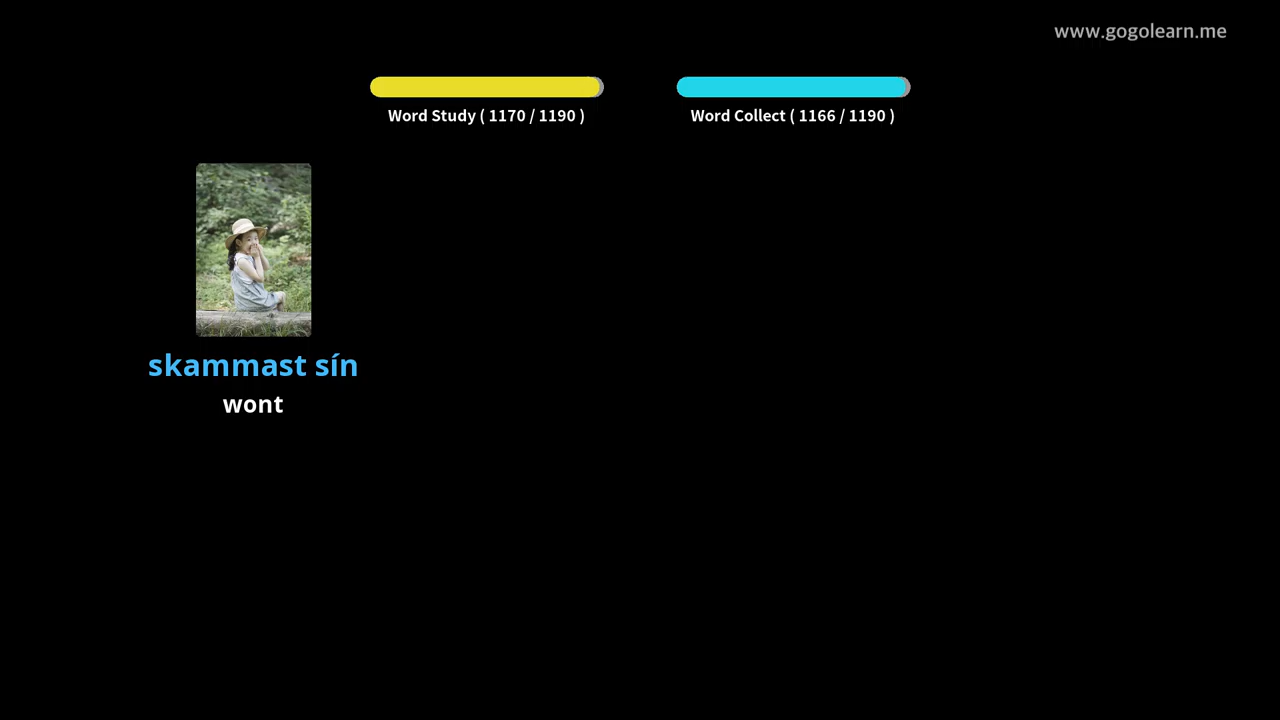 www.gogolearn.me
Word Study ( 1170 / 1190 )
Word Collect ( 1166 / 1190 )
skammast sín
wont